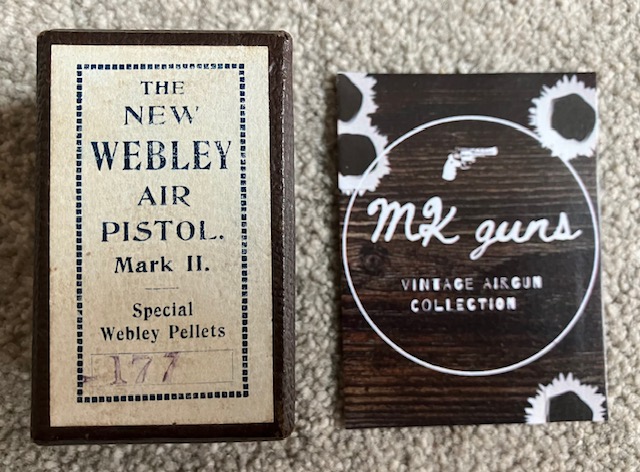 THE
NEW
WEBLEY
AIR
PISTOL.
Mark II.
Special
Webley Pellets
.177
MK guns
VINTAGE AIRGUN
COLLECTION